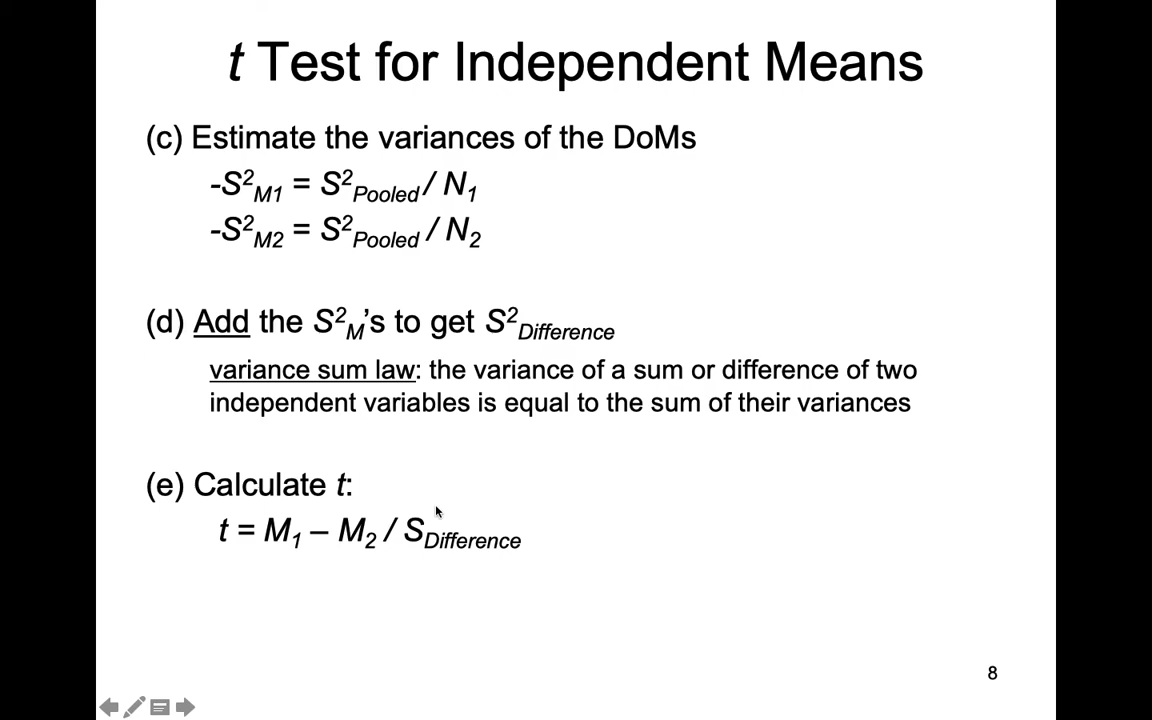 t Test for Independent Means
(c) Estimate the variances of the DoMs
-S²M1 = S²Pooled / N1
-S²M2 = S²Pooled / N2
(d) Add the S²M's to get S²Difference
variance sum law: the variance of a sum or difference of two
independent variables is equal to the sum of their variances
(e) Calculate t:
t = M1 – M2 / SDifference
8